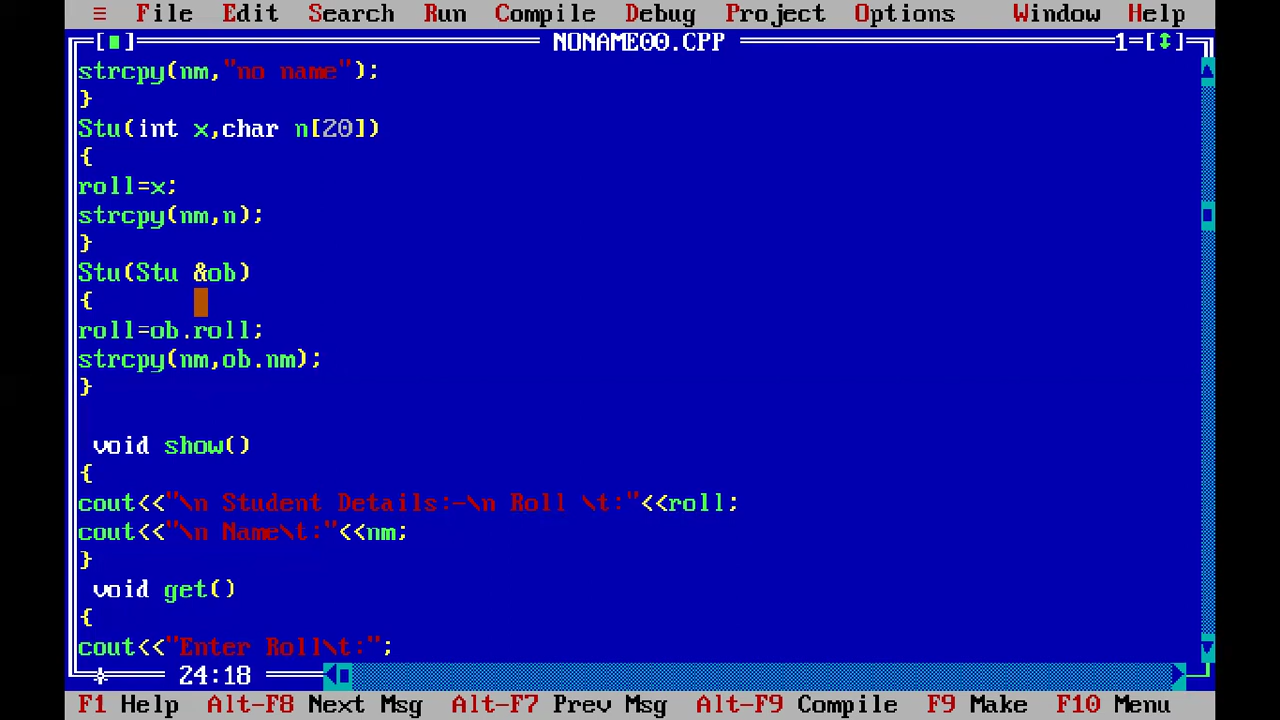 ≡ File Edit Search Run Compile Debug Project Options Window Help
[■] NONAME00.CPP 1=[↕]
strcpy(nm,"no name");
}
Stu(int x,char n[20])
{
roll=x;
strcpy(nm,n);
}
Stu(Stu &ob)
{
roll=ob.roll;
strcpy(nm,ob.nm);
}
void show()
{
cout<<"\n Student Details:-\n Roll \t:"<<roll;
cout<<"\n Name\t:"<<nm;
}
void get()
{
cout<<"Enter Roll\t:";
24:18
F1 Help Alt-F8 Next Msg Alt-F7 Prev Msg Alt-F9 Compile F9 Make F10 Menu